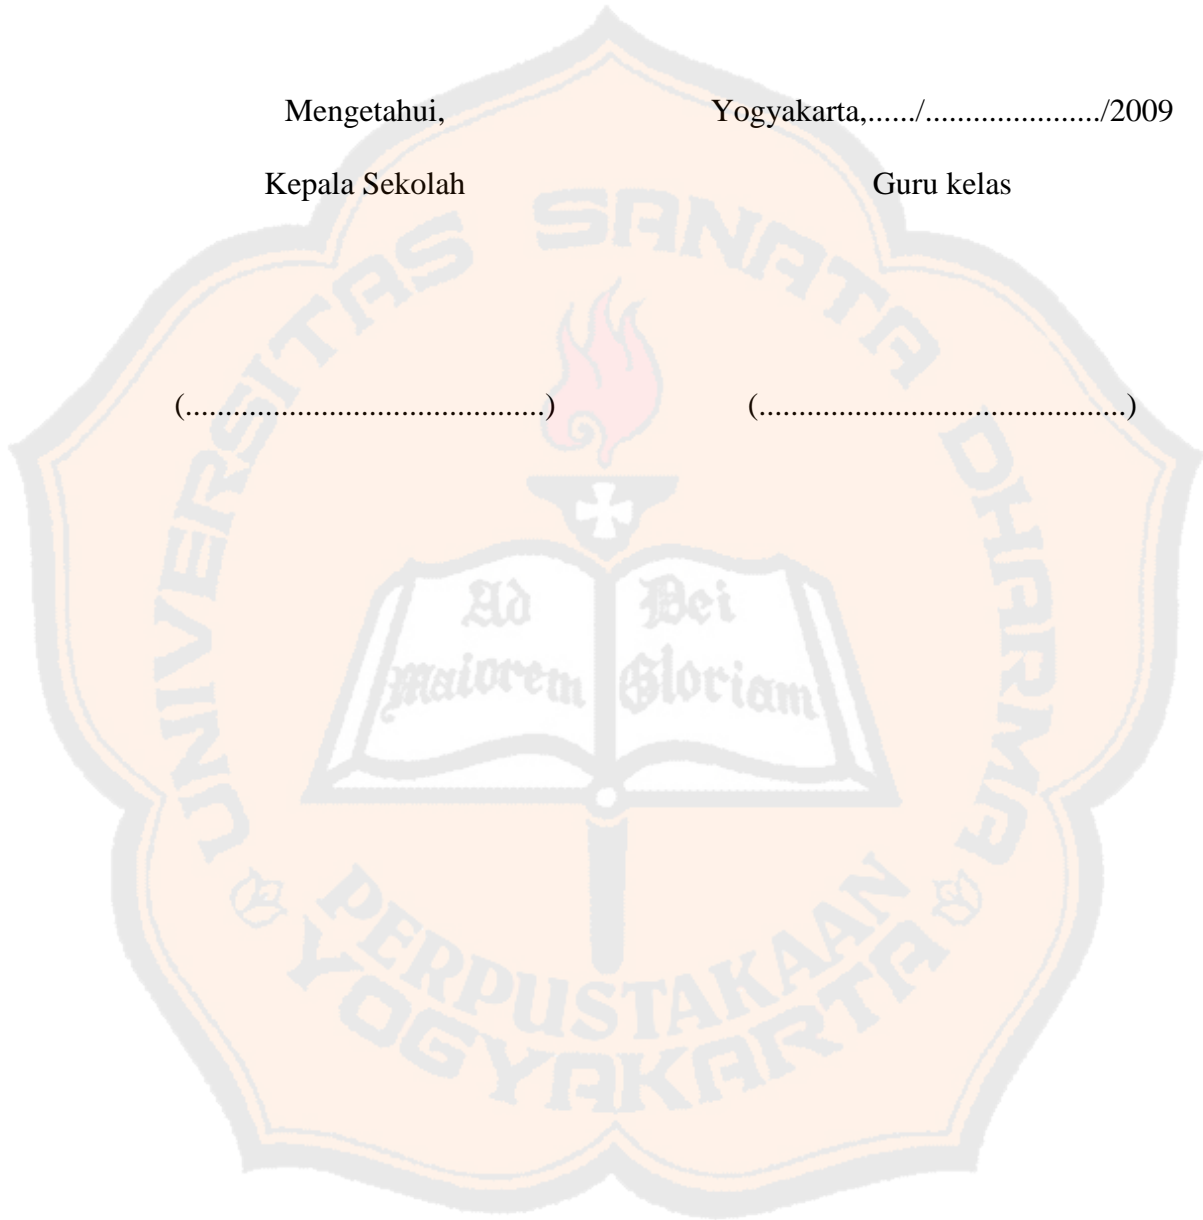 Mengetahui, Yogyakarta,....../....................../2009
Kepala Sekolah Guru kelas
(.............................................) (..............................................)
UNIVERSITAS SANATA DHARMA
Ad Dei
Maiorem Gloriam
PERPUSTAKAAN
YOGYAKARTA